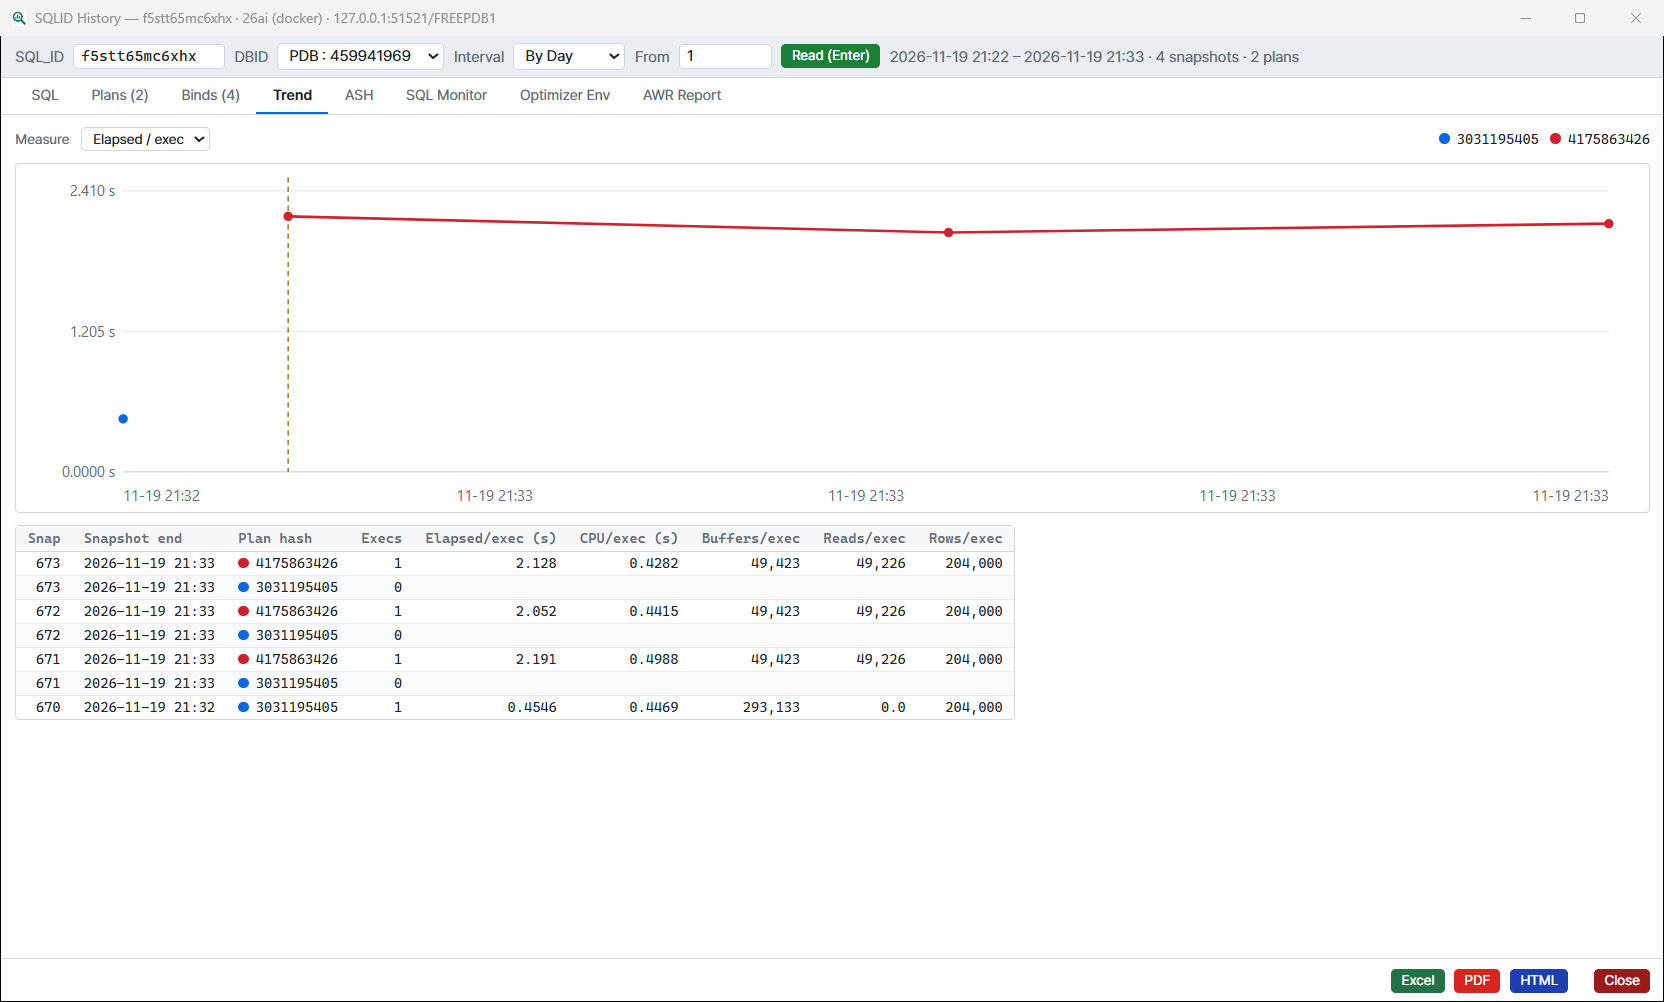 SQLID History — f5stt65mc6xhx · 26ai (docker) · 127.0.0.1:51521/FREEPDB1
SQL_ID f5stt65mc6xhx DBID PDB : 459941969 Interval By Day From 1 Read (Enter) 2026-11-19 21:22 – 2026-11-19 21:33 · 4 snapshots · 2 plans
SQL Plans (2) Binds (4) Trend ASH SQL Monitor Optimizer Env AWR Report
Measure Elapsed / exec 3031195405 4175863426
2.410 s
1.205 s
0.0000 s
11-19 21:32 11-19 21:33 11-19 21:33 11-19 21:33 11-19 21:33
Snap Snapshot end Plan hash Execs Elapsed/exec (s) CPU/exec (s) Buffers/exec Reads/exec Rows/exec
673 2026-11-19 21:33 4175863426 1 2.128 0.4282 49,423 49,226 204,000
673 2026-11-19 21:33 3031195405 0
672 2026-11-19 21:33 4175863426 1 2.052 0.4415 49,423 49,226 204,000
672 2026-11-19 21:33 3031195405 0
671 2026-11-19 21:33 4175863426 1 2.191 0.4988 49,423 49,226 204,000
671 2026-11-19 21:33 3031195405 0
670 2026-11-19 21:32 3031195405 1 0.4546 0.4469 293,133 0.0 204,000
Excel PDF HTML Close